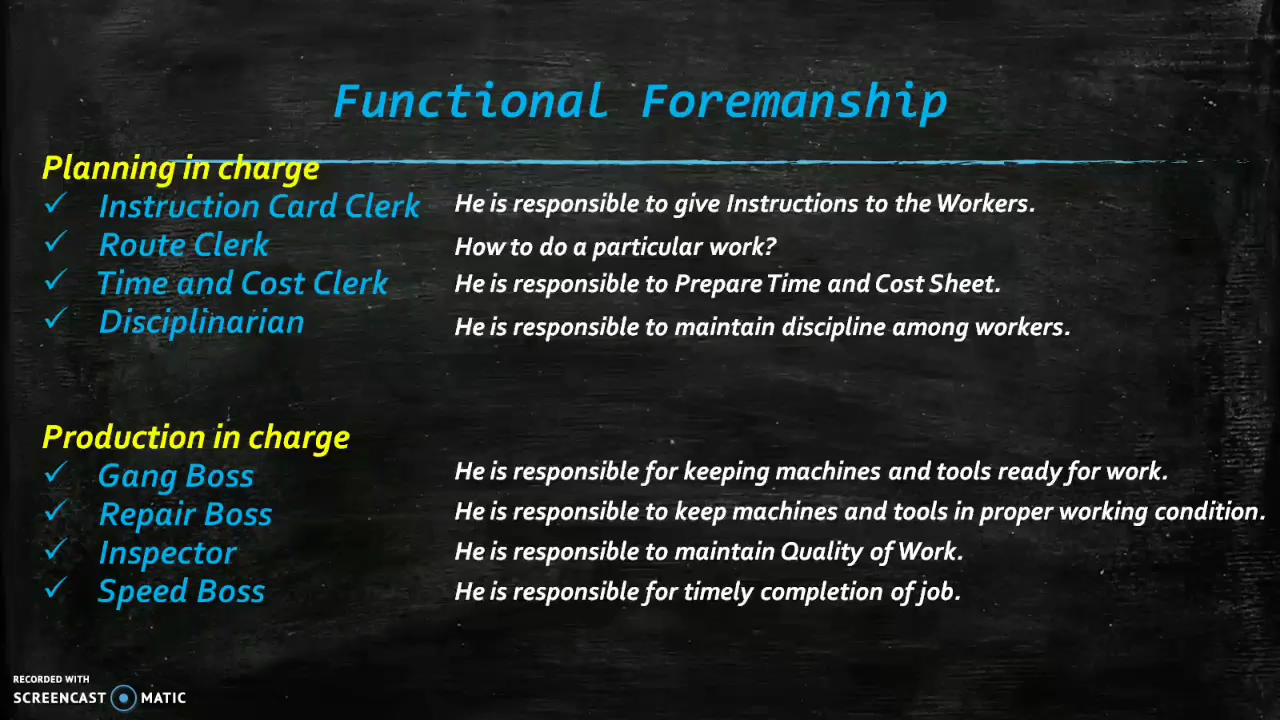 Functional Foremanship
Planning in charge
✓ Instruction Card Clerk He is responsible to give Instructions to the Workers.
✓ Route Clerk How to do a particular work?
✓ Time and Cost Clerk He is responsible to Prepare Time and Cost Sheet.
✓ Disciplinarian He is responsible to maintain discipline among workers.
Production in charge
✓ Gang Boss He is responsible for keeping machines and tools ready for work.
✓ Repair Boss He is responsible to keep machines and tools in proper working condition.
✓ Inspector He is responsible to maintain Quality of Work.
✓ Speed Boss He is responsible for timely completion of job.
RECORDED WITH
SCREENCAST MATIC